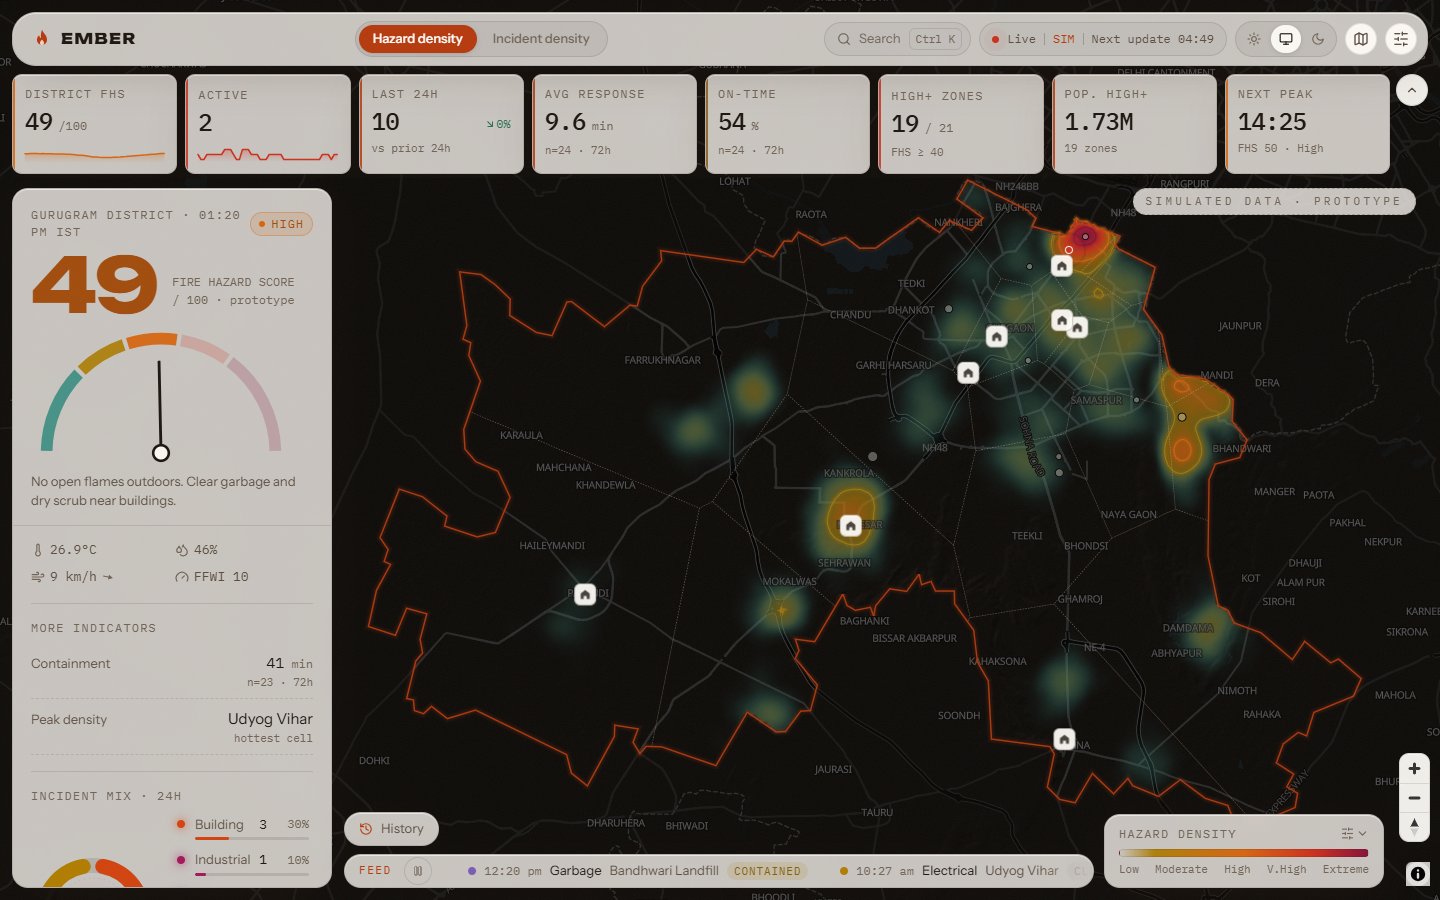 EMBER
Hazard density
Incident density
Search Ctrl K
Live | SIM | Next update 04:49
DISTRICT FHS
49 /100
ACTIVE
2
LAST 24H
10 ↘0%
vs prior 24h
AVG RESPONSE
9.6 min
n=24 · 72h
ON-TIME
54 %
n=24 · 72h
HIGH+ ZONES
19 / 21
FHS ≥ 40
POP. HIGH+
1.73M
19 zones
NEXT PEAK
14:25
FHS 50 · High
GURUGRAM DISTRICT · 01:20
PM IST
HIGH
49
FIRE HAZARD SCORE
/ 100 · prototype
No open flames outdoors. Clear garbage and
dry scrub near buildings.
26.9°C
46%
9 km/h →
FFWI 10
MORE INDICATORS
Containment 41 min
n=23 · 72h
Peak density Udyog Vihar
hottest cell
INCIDENT MIX · 24H
Building 3 30%
Industrial 1 10%
SIMULATED DATA · PROTOTYPE
DELHI CANTONMENT
LOHAT
NH248BB
RANGPURI
RAOTA
BAJGHERA
NANKHERI
NH48
TEDKI
CHANDU
DHANKOT
JAUNPUR
FARRUKHNAGAR
GARHI HARSARU
MANDI
DERA
SAMASPUR
KARAULA
SOHNA ROAD
NH48
BHANDWARI
MAHCHANA
KANKROLA
KHANDEWLA
MANGER
PAOTA
NAYA GAON
PAKHAL
TEEKLI
BHONDSI
NEKPUR
HAILEYMANDI
SEHRAWAN
DHAUJI
MOKALWAS
KOT
ALAM PUR
GHAMROJ
SIROHI
BAGHANKI
DAMDAMA
SIKRONA
BISSAR AKBARPUR
NE-4
ABHYAPUR
KAHAKSONA
NIMOTH
MAHOLA
SOONDH
RAHAKA
DOHKI
JAURASI
TAURU
DHARUHERA
BHIWADI
BHOODLI
History
FEED
12:20 pm Garbage Bandhwari Landfill CONTAINED
10:27 am Electrical Udyog Vihar
HAZARD DENSITY
Low Moderate High V.High Extreme